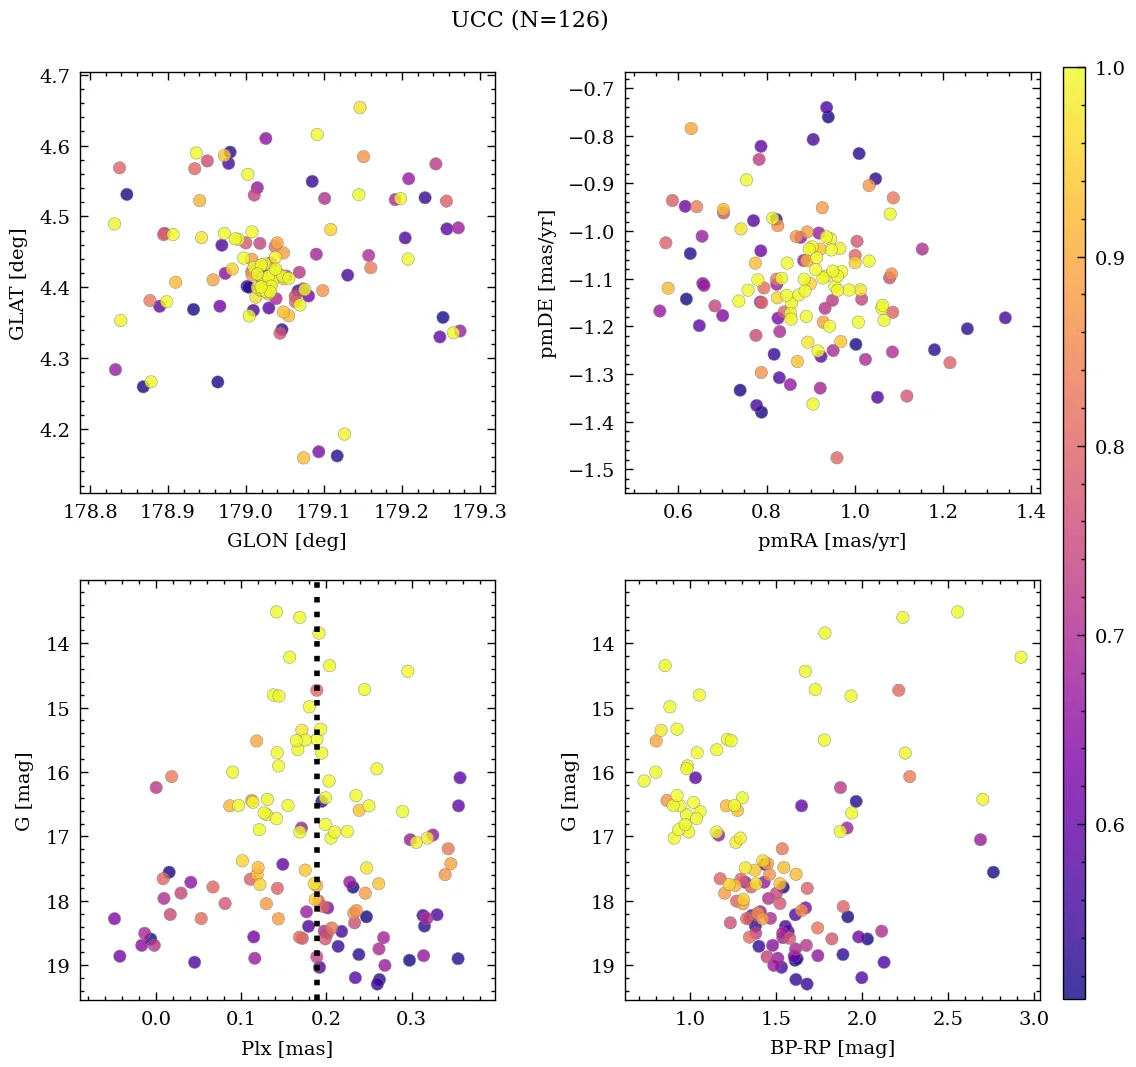 UCC (N=126)
4.7
4.6
4.5
4.4
4.3
4.2
GLAT [deg]
178.8 178.9 179.0 179.1 179.2 179.3
GLON [deg]
−0.7
−0.8
−0.9
−1.0
−1.1
−1.2
−1.3
−1.4
−1.5
pmDE [mas/yr]
0.6 0.8 1.0 1.2 1.4
pmRA [mas/yr]
14
15
16
17
18
19
G [mag]
0.0 0.1 0.2 0.3
Plx [mas]
14
15
16
17
18
19
G [mag]
1.0 1.5 2.0 2.5 3.0
BP-RP [mag]
1.0
0.9
0.8
0.7
0.6